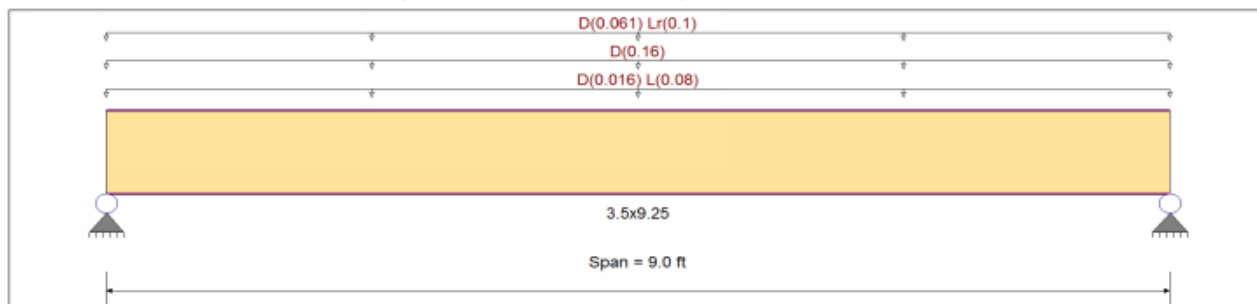 D(0.061) Lr(0.1)
D(0.16)
D(0.016) L(0.08)
3.5x9.25
Span = 9.0 ft